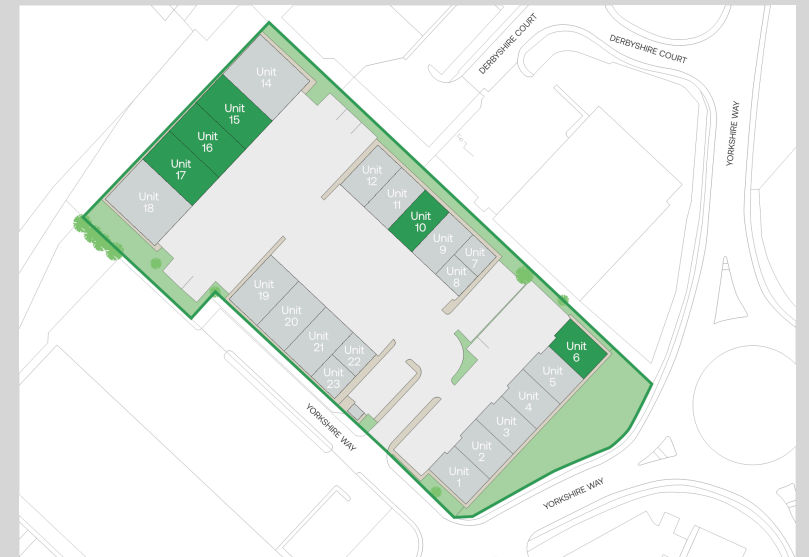 DERBYSHIRE COURT
DERBYSHIRE COURT
YORKSHIRE WAY
Unit
14
Unit
15
Unit
16
Unit
17
Unit
18
Unit
12
Unit
11
Unit
10
Unit
9
Unit
7
Unit
8
Unit
19
Unit
20
Unit
21
Unit
22
Unit
23
Unit
6
Unit
5
Unit
4
Unit
3
Unit
2
Unit
1
YORKSHIRE WAY
YORKSHIRE WAY